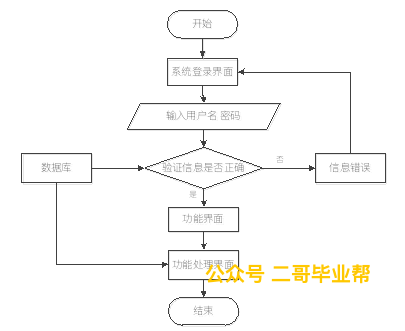 开始
系统登录界面
输入用户名 密码
数据库
验证信息是否正确
否
信息错误
是
功能界面
功能处理界面
公众号 二哥毕业帮
结束